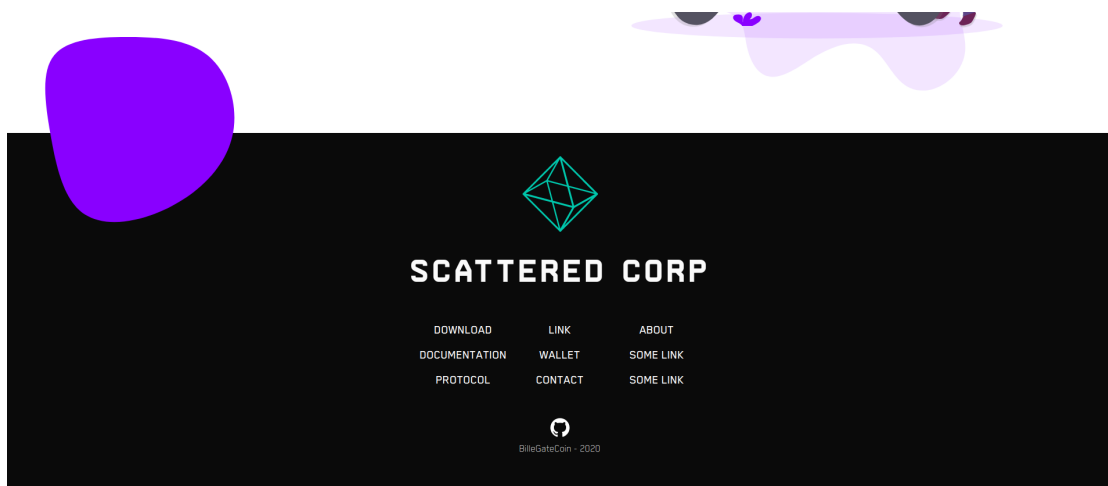 SCATTERED CORP
DOWNLOAD LINK ABOUT
DOCUMENTATION WALLET SOME LINK
PROTOCOL CONTACT SOME LINK
BilleGateCoin - 2020